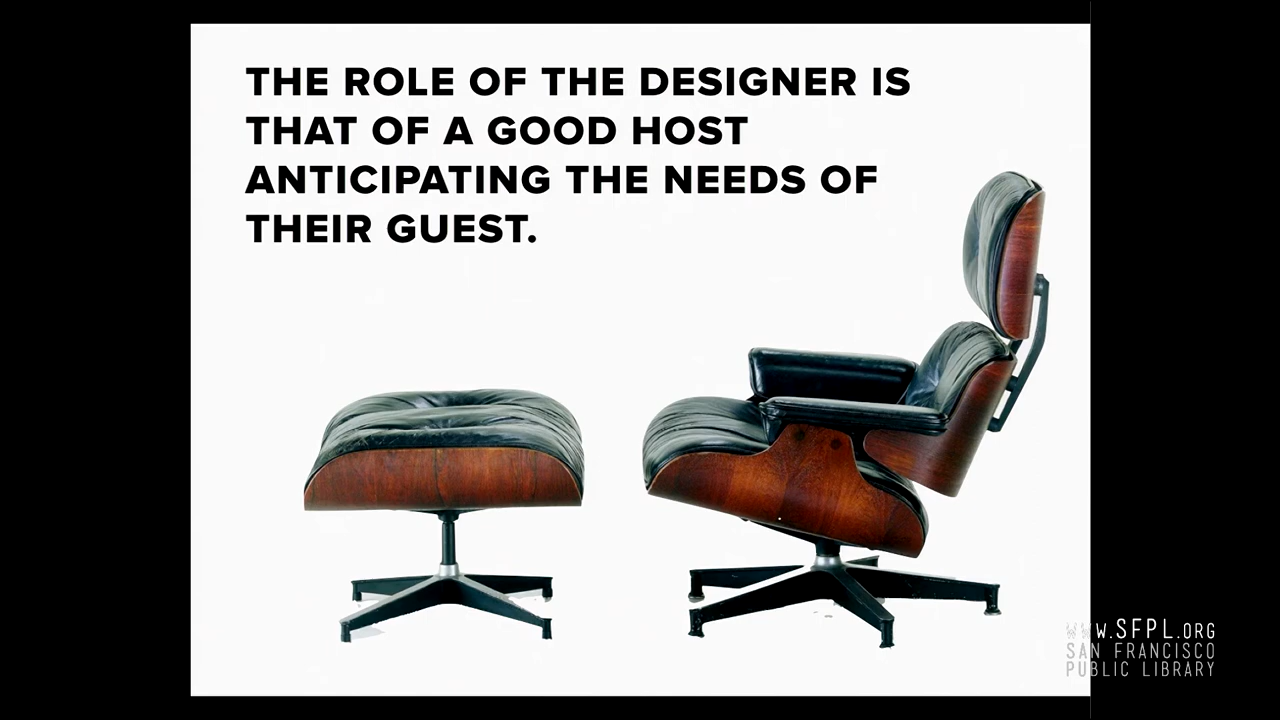 THE ROLE OF THE DESIGNER IS
THAT OF A GOOD HOST
ANTICIPATING THE NEEDS OF
THEIR GUEST.
WWW.SFPL.ORG
SAN FRANCISCO
PUBLIC LIBRARY